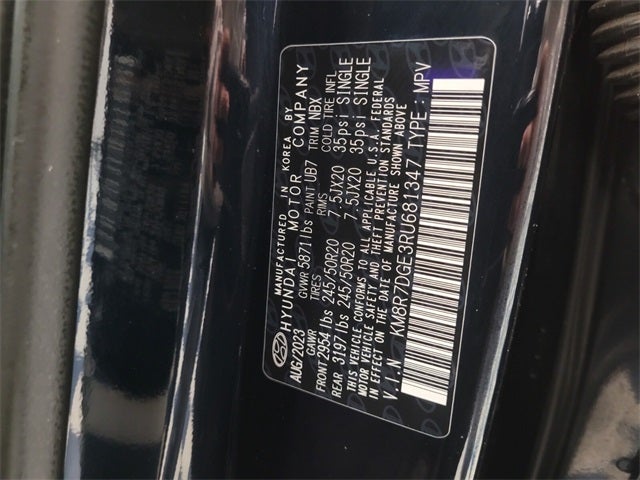 MANUFACTURED IN KOREA BY
HYUNDAI MOTOR COMPANY
AUG/2023 GVWR 5871lbs PAINT UB7 TRIM NBX
GAWR TIRES RIMS COLD TIRE INFL
FRONT 2954lbs 245/50R20 7.5JX20 35psi SINGLE
REAR 3197lbs 245/50R20 7.5JX20 35psi SINGLE
THIS VEHICLE CONFORMS TO ALL APPLICABLE U.S.A. FEDERAL
MOTOR VEHICLE SAFETY AND THEFT PREVENTION STANDARDS
IN EFFECT ON THE DATE OF MANUFACTURE SHOWN ABOVE
V.I.N KM8R7DGE3RU681347 TYPE : MPV